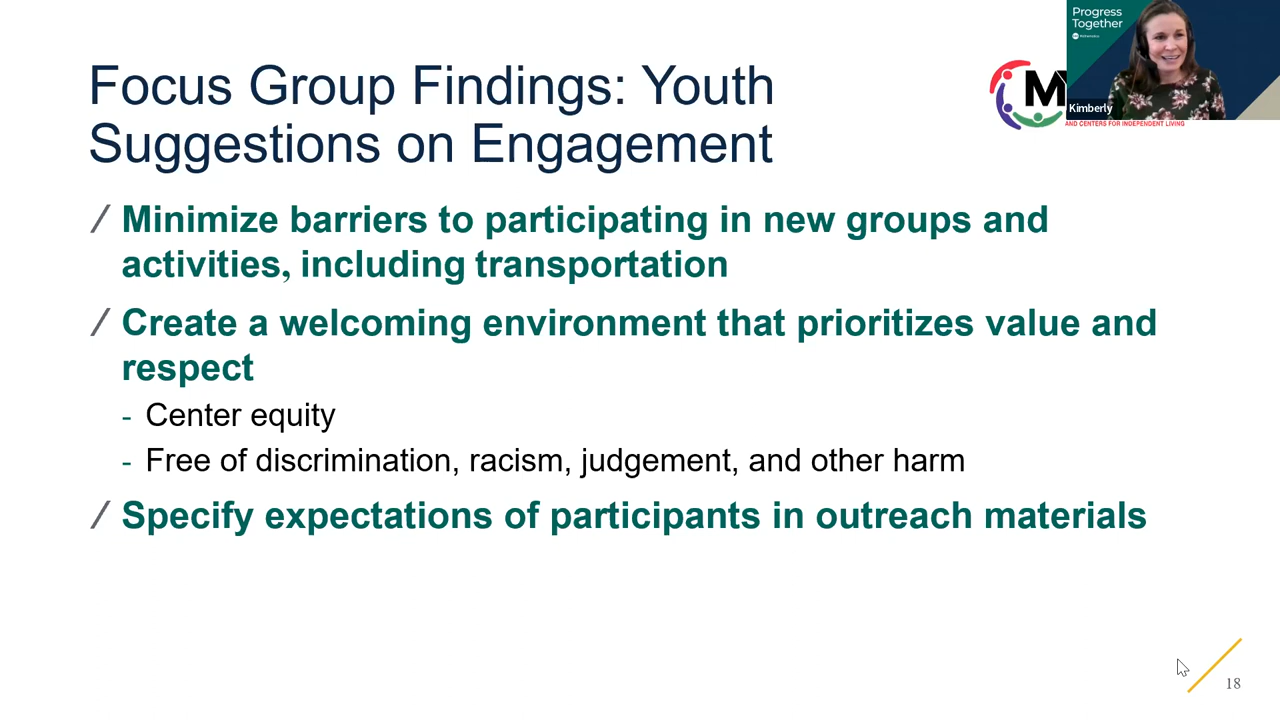 Focus Group Findings: Youth
Suggestions on Engagement
Progress
Together
Mathematica
M
Kimberly
AND CENTERS FOR INDEPENDENT LIVING
/ Minimize barriers to participating in new groups and
activities, including transportation
/ Create a welcoming environment that prioritizes value and
respect
- Center equity
- Free of discrimination, racism, judgement, and other harm
/ Specify expectations of participants in outreach materials
18